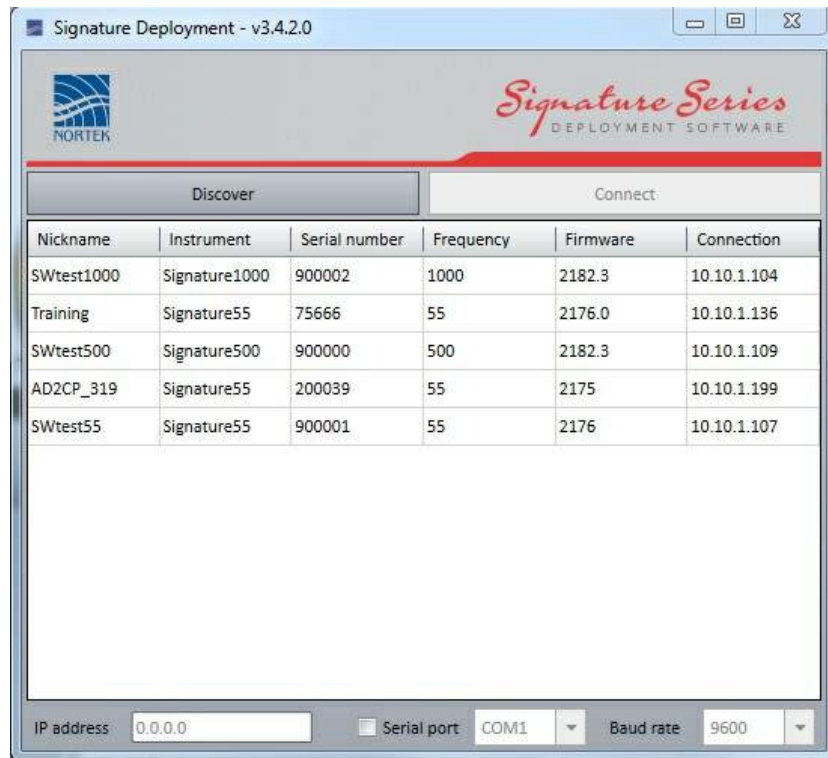 Signature Deployment - v3.4.2.0
NORTEK
Signature Series
DEPLOYMENT SOFTWARE
Discover Connect
Nickname Instrument Serial number Frequency Firmware Connection
SWtest1000 Signature1000 900002 1000 2182.3 10.10.1.104
Training Signature55 75666 55 2176.0 10.10.1.136
SWtest500 Signature500 900000 500 2182.3 10.10.1.109
AD2CP_319 Signature55 200039 55 2175 10.10.1.199
SWtest55 Signature55 900001 55 2176 10.10.1.107
IP address 0.0.0.0 Serial port COM1 Baud rate 9600